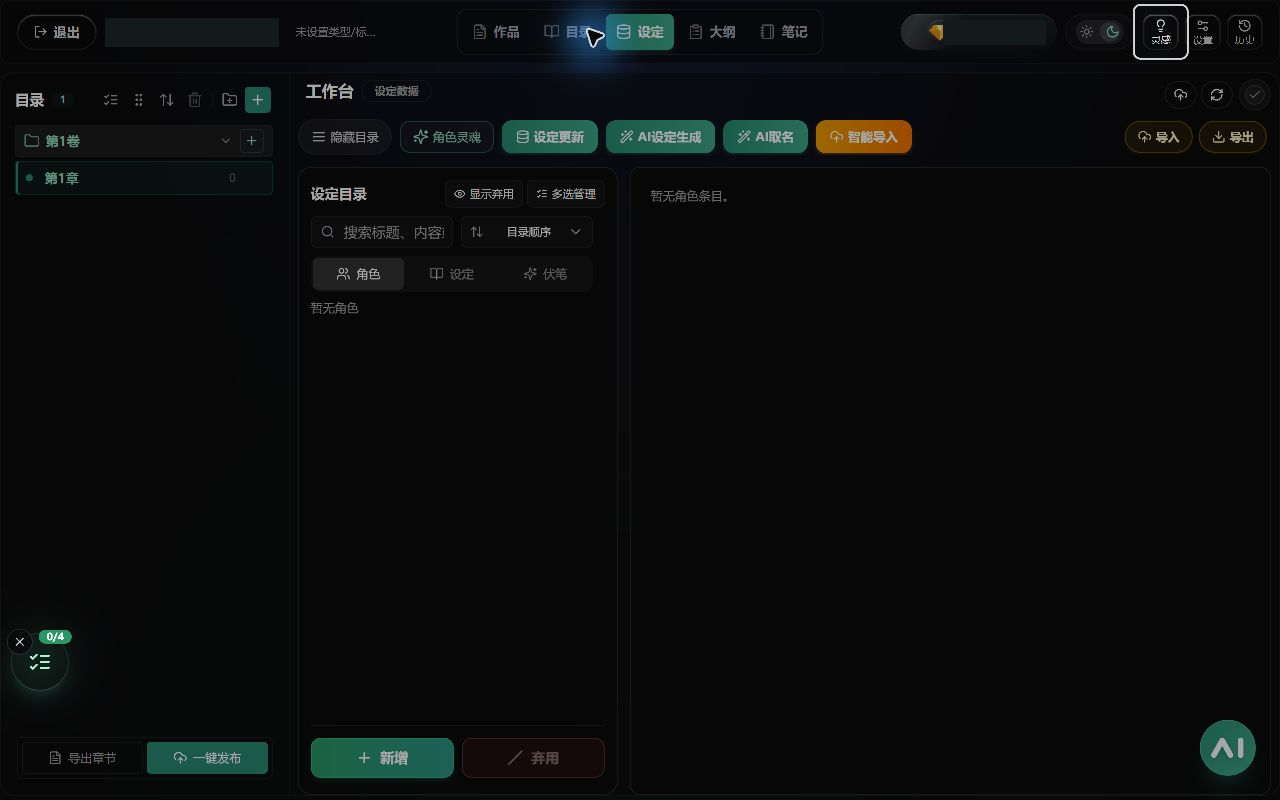 退出
未设置类型/标...
作品
目录
设定
大纲
笔记
灵感
设置
历史
目录 1
第1卷
第1章 0
0/4
导出章节
一键发布
工作台 设定数据
隐藏目录
角色灵魂
设定更新
AI设定生成
AI取名
智能导入
导入
导出
设定目录
显示弃用
多选管理
搜索标题、内容
目录顺序
角色
设定
伏笔
暂无角色
新增
弃用
暂无角色条目。
AI